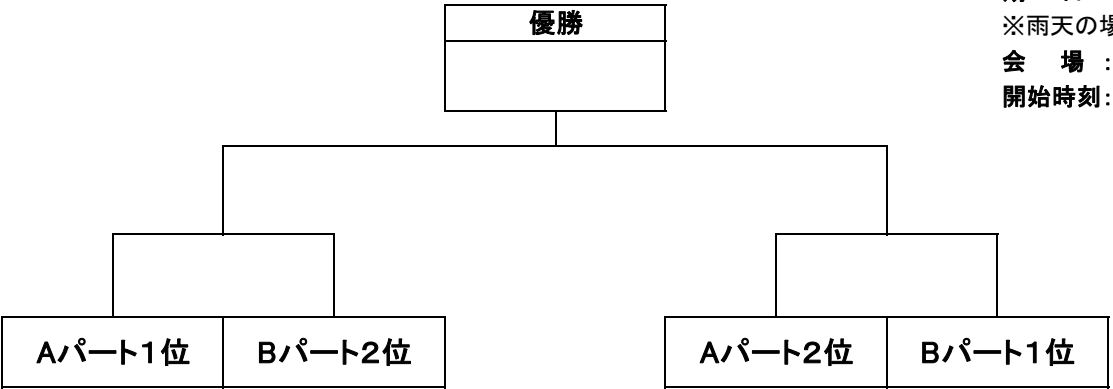 優勝
※雨天の場
会　場：
開始時刻：
Aパート１位
Bパート２位
Aパート２位
Bパート１位